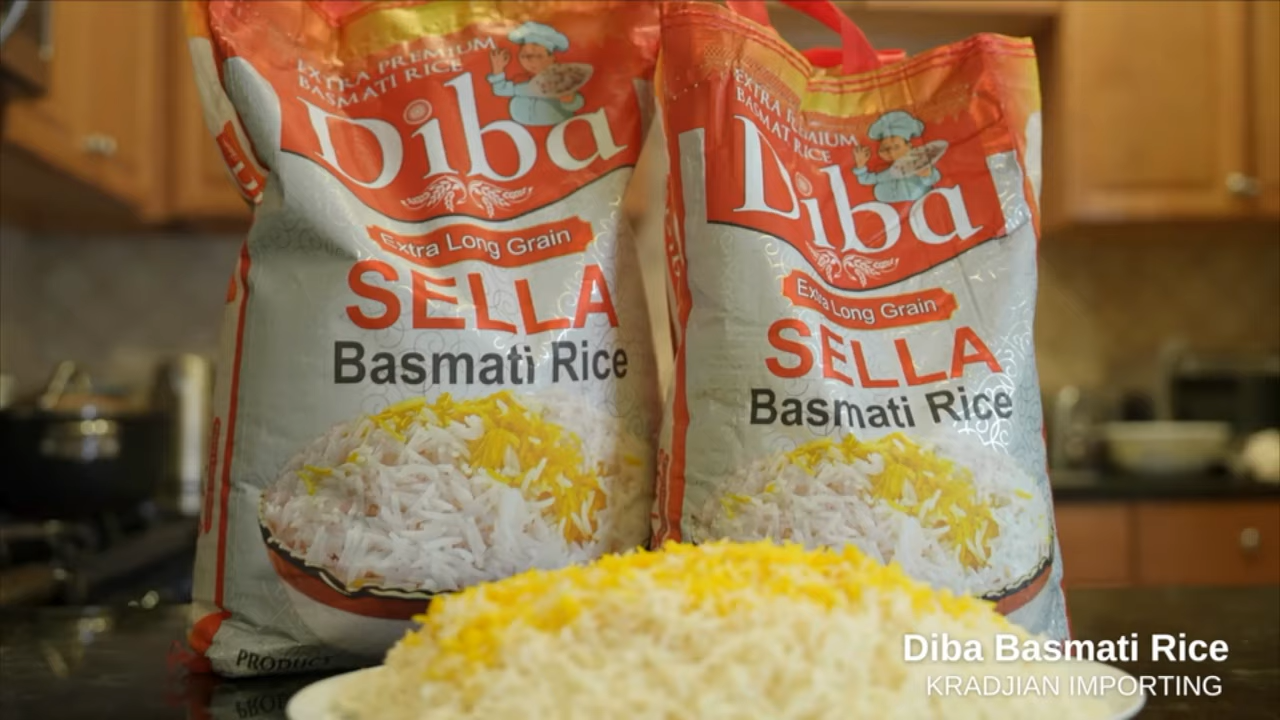 EXTRA PREMIUM
BASMATI RICE
Diba
Extra Long Grain
SELLA
Basmati Rice
PRODUCT
EXTRA PREMIUM
BASMATI RICE
Diba
Extra Long Grain
SELLA
Basmati Rice
Diba Basmati Rice
KRADJIAN IMPORTING